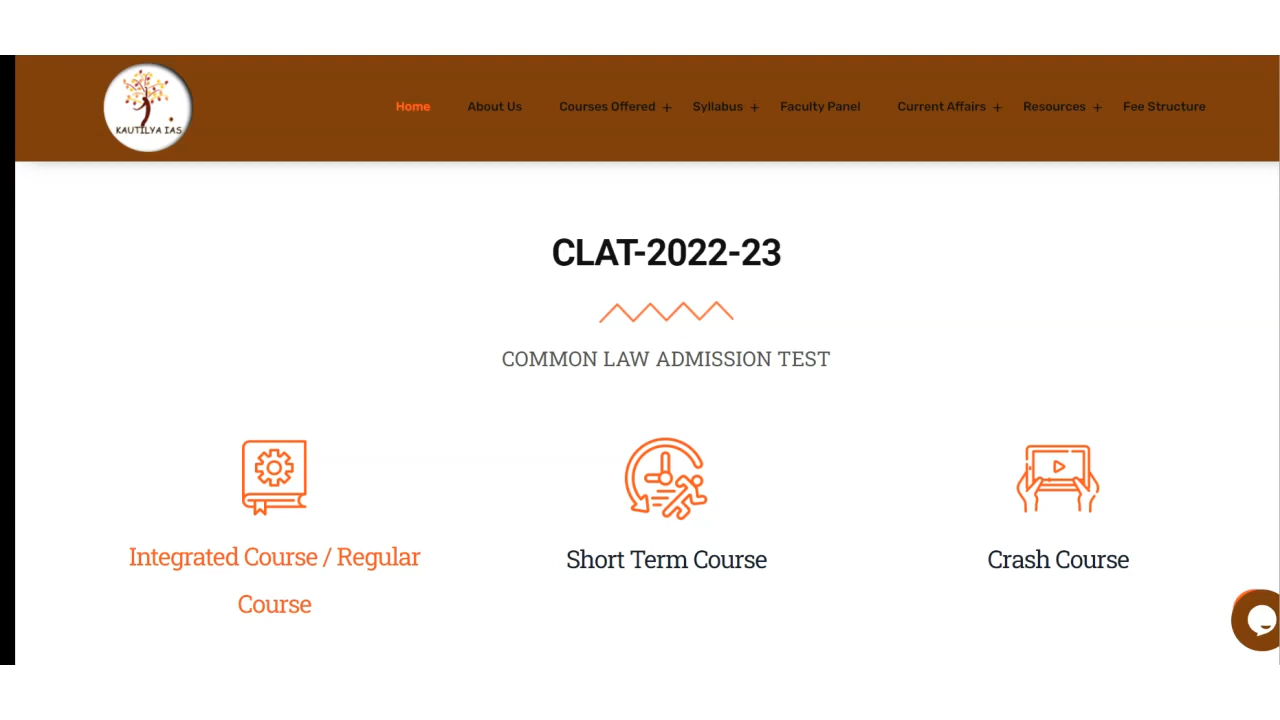 KAUTILYA IAS
Home About Us Courses Offered + Syllabus + Faculty Panel Current Affairs + Resources + Fee Structure
CLAT-2022-23
COMMON LAW ADMISSION TEST
Integrated Course / Regular
Course
Short Term Course
Crash Course